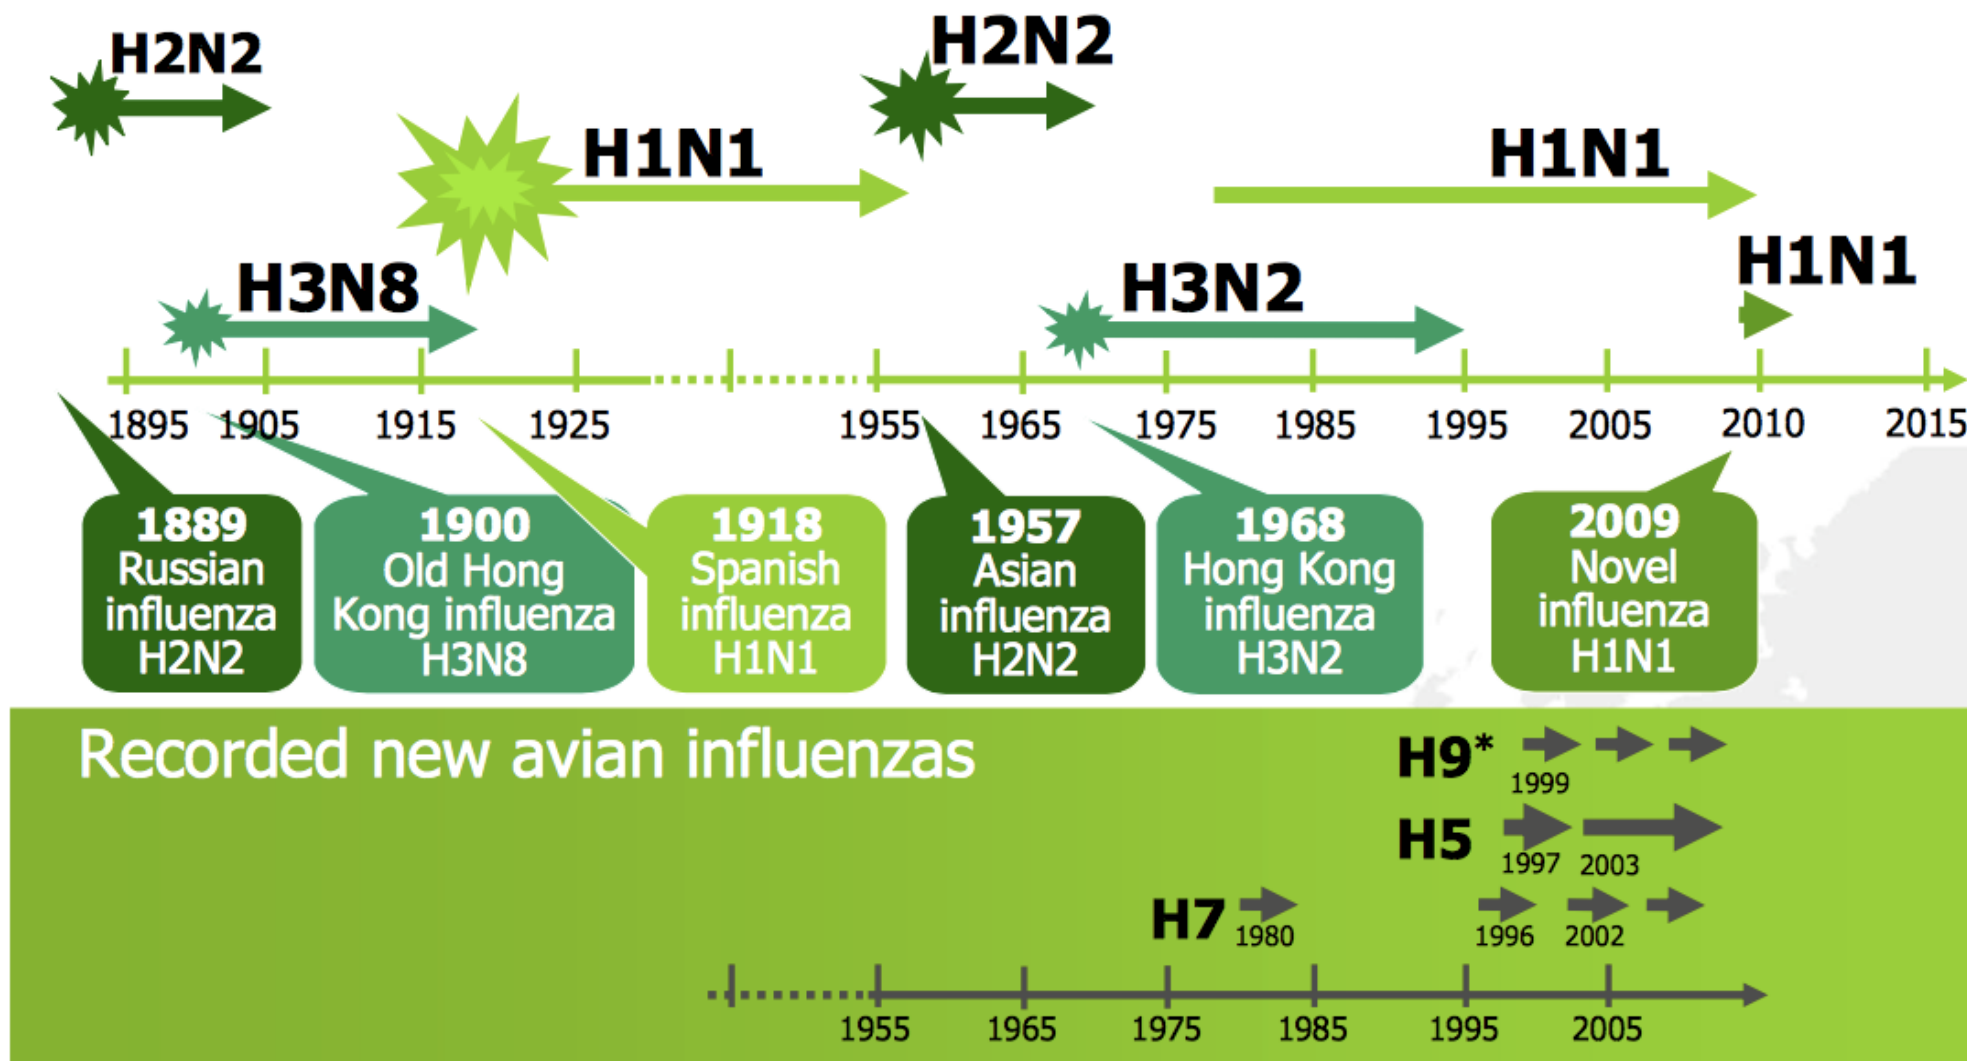 H2N2
H2N2
H1N1
H1N1
H1N1
H3N8
H3N2
1895 1905 1915 1925 1955 1965 1975 1985 1995 2005 2010 2015
1889
Russian
influenza
H2N2
1900
Old Hong
Kong influenza
H3N8
1918
Spanish
influenza
H1N1
1957
Asian
influenza
H2N2
1968
Hong Kong
influenza
H3N2
2009
Novel
influenza
H1N1
Recorded new avian influenzas
H9*
1999
H5
1997 2003
H7
1980 1996 2002
1955 1965 1975 1985 1995 2005